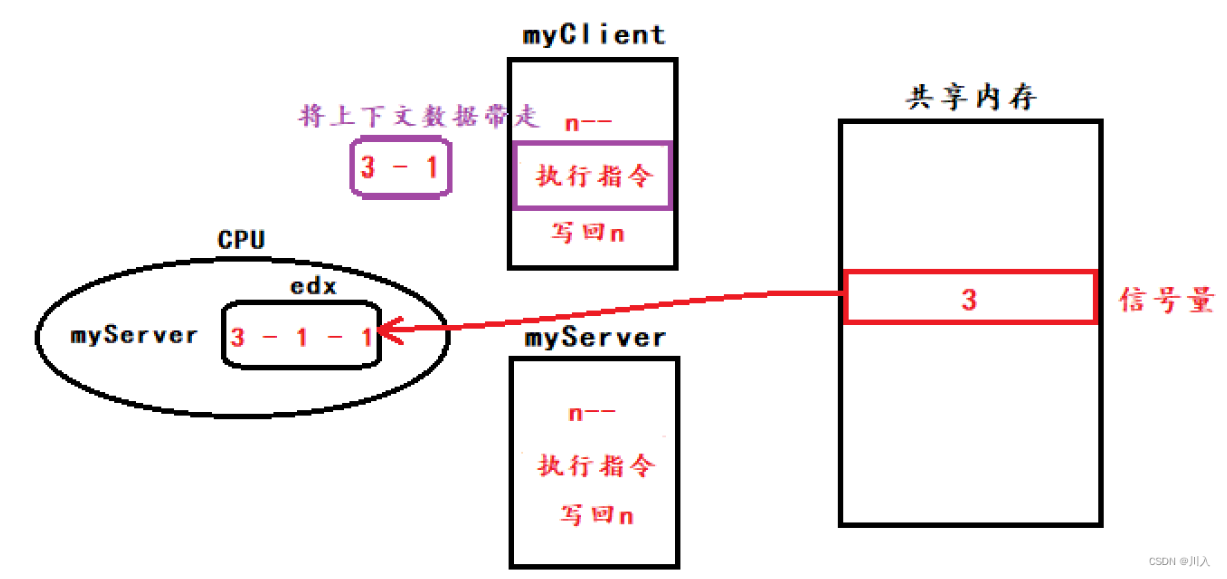 myClient
将上下文数据带走
n--
3 - 1
执行指令
写回n
共享内存
CPU
edx
myServer
3 - 1 - 1
3
信号量
myServer
n--
执行指令
写回n
CSDN @川入